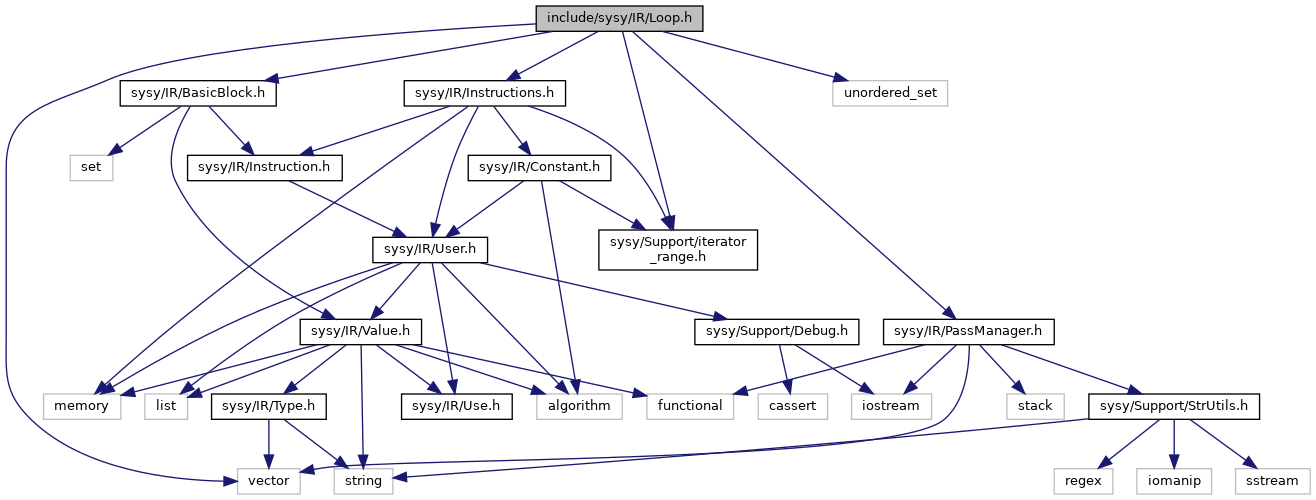 include/sysy/IR/Loop.h
sysy/IR/BasicBlock.h
sysy/IR/Instructions.h
unordered_set
set
sysy/IR/Instruction.h
sysy/IR/Constant.h
sysy/IR/User.h
sysy/Support/iterator
_range.h
sysy/IR/Value.h
sysy/Support/Debug.h
sysy/IR/PassManager.h
memory
list
sysy/IR/Type.h
sysy/IR/Use.h
algorithm
functional
cassert
iostream
stack
sysy/Support/StrUtils.h
vector
string
regex
iomanip
sstream